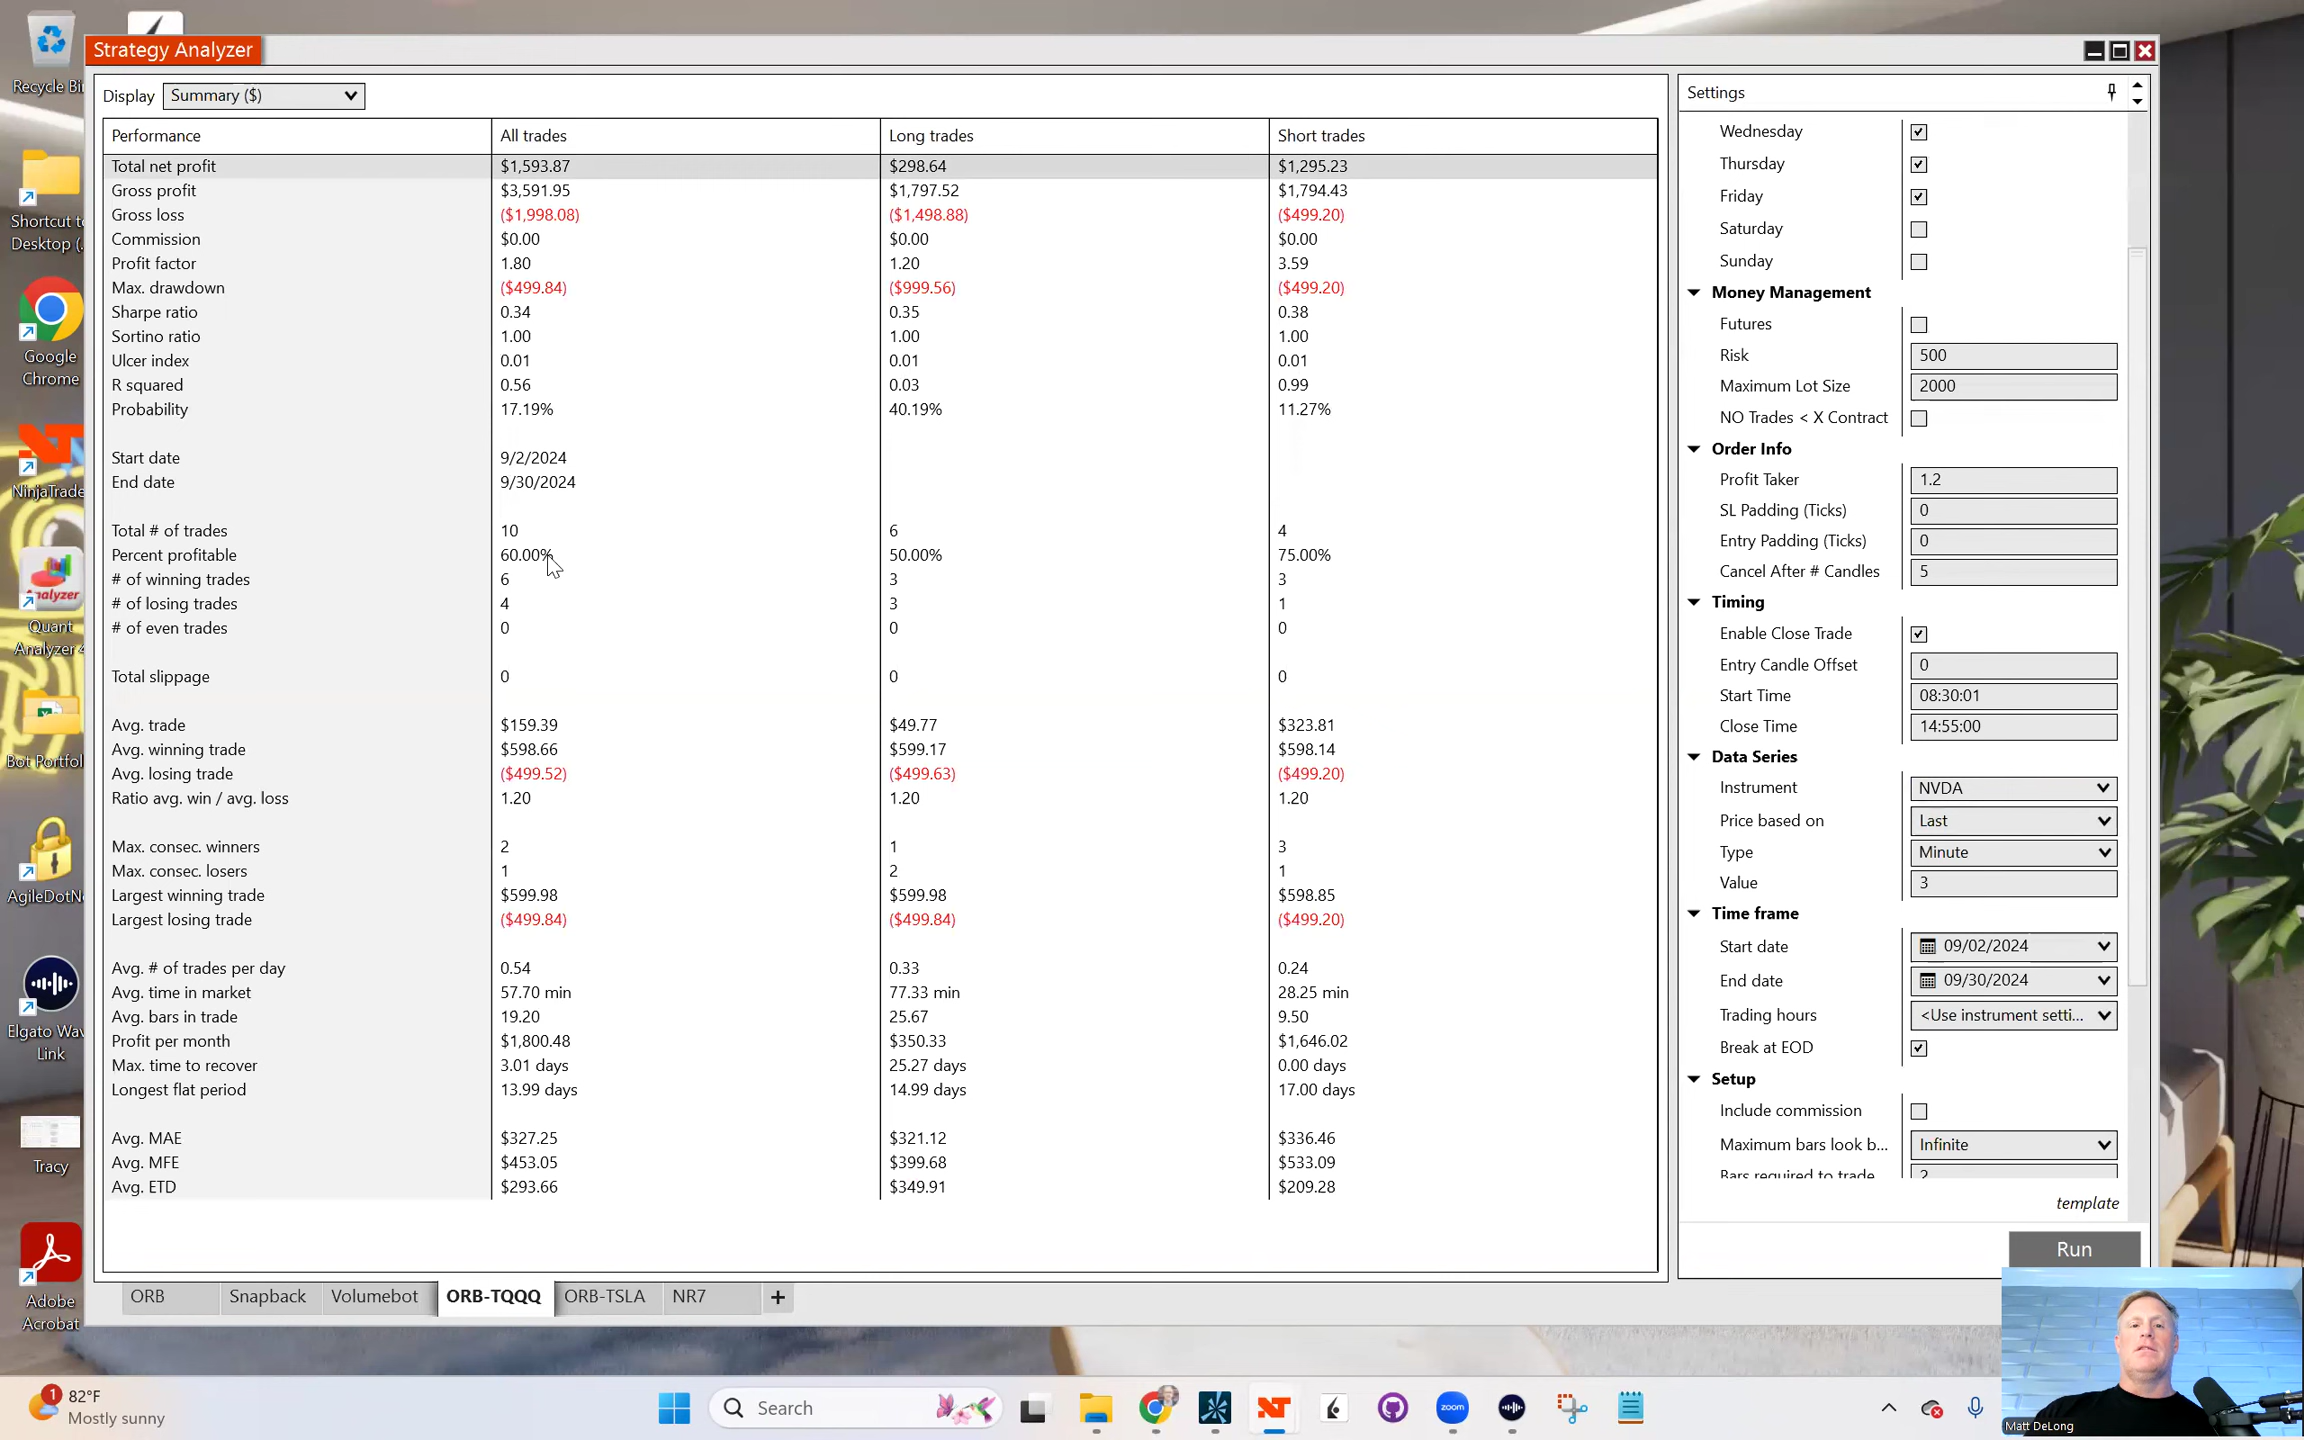 Recycle Bi
Shortcut to
Desktop (.
Google
Chrome
NinjaTrade
Analyzer
Quant
Analyzer 4
Bot Portfol
AgileDotNe
Elgato Wav
Link
Tracy
Adobe
Acrobat
Strategy Analyzer
Display Summary ($)
Performance All trades Long trades Short trades
Total net profit $1,593.87 $298.64 $1,295.23
Gross profit $3,591.95 $1,797.52 $1,794.43
Gross loss ($1,998.08) ($1,498.88) ($499.20)
Commission $0.00 $0.00 $0.00
Profit factor 1.80 1.20 3.59
Max. drawdown ($499.84) ($999.56) ($499.20)
Sharpe ratio 0.34 0.35 0.38
Sortino ratio 1.00 1.00 1.00
Ulcer index 0.01 0.01 0.01
R squared 0.56 0.03 0.99
Probability 17.19% 40.19% 11.27%
Start date 9/2/2024
End date 9/30/2024
Total # of trades 10 6 4
Percent profitable 60.00% 50.00% 75.00%
# of winning trades 6 3 3
# of losing trades 4 3 1
# of even trades 0 0 0
Total slippage 0 0 0
Avg. trade $159.39 $49.77 $323.81
Avg. winning trade $598.66 $599.17 $598.14
Avg. losing trade ($499.52) ($499.63) ($499.20)
Ratio avg. win / avg. loss 1.20 1.20 1.20
Max. consec. winners 2 1 3
Max. consec. losers 1 2 1
Largest winning trade $599.98 $599.98 $598.85
Largest losing trade ($499.84) ($499.84) ($499.20)
Avg. # of trades per day 0.54 0.33 0.24
Avg. time in market 57.70 min 77.33 min 28.25 min
Avg. bars in trade 19.20 25.67 9.50
Profit per month $1,800.48 $350.33 $1,646.02
Max. time to recover 3.01 days 25.27 days 0.00 days
Longest flat period 13.99 days 14.99 days 17.00 days
Avg. MAE $327.25 $321.12 $336.46
Avg. MFE $453.05 $399.68 $533.09
Avg. ETD $293.66 $349.91 $209.28
ORB Snapback Volumebot ORB-TQQQ ORB-TSLA NR7 +
Settings
Wednesday
Thursday
Friday
Saturday
Sunday
Money Management
Futures
Risk 500
Maximum Lot Size 2000
NO Trades < X Contract
Order Info
Profit Taker 1.2
SL Padding (Ticks) 0
Entry Padding (Ticks) 0
Cancel After # Candles 5
Timing
Enable Close Trade
Entry Candle Offset 0
Start Time 08:30:01
Close Time 14:55:00
Data Series
Instrument NVDA
Price based on Last
Type Minute
Value 3
Time frame
Start date 09/02/2024
End date 09/30/2024
Trading hours <Use instrument setti...
Break at EOD
Setup
Include commission
Maximum bars look b... Infinite
Bars required to trade 2
template
Run
Matt DeLong
1
82°F
Mostly sunny
Search
zoom